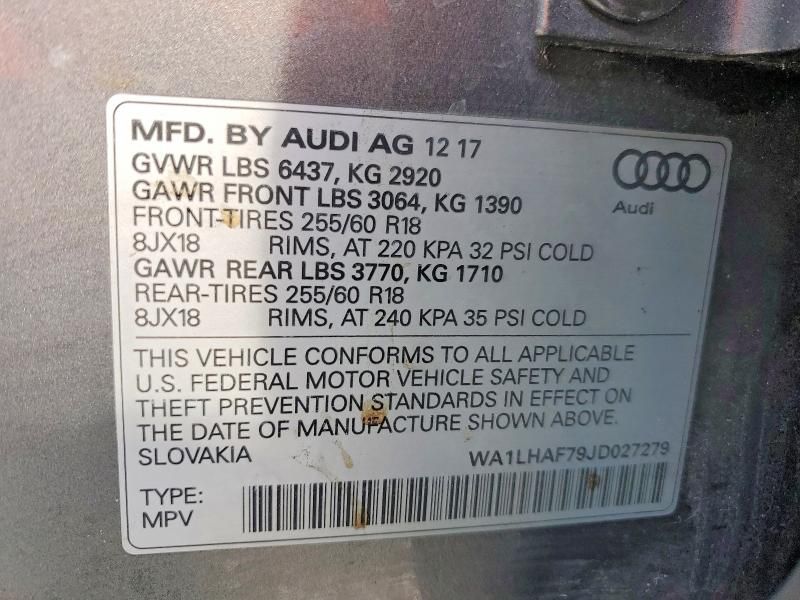 MFD. BY AUDI AG 12 17
GVWR LBS 6437, KG 2920
GAWR FRONT LBS 3064, KG 1390
FRONT-TIRES 255/60 R18
8JX18 RIMS, AT 220 KPA 32 PSI COLD
GAWR REAR LBS 3770, KG 1710
REAR-TIRES 255/60 R18
8JX18 RIMS, AT 240 KPA 35 PSI COLD
Audi
THIS VEHICLE CONFORMS TO ALL APPLICABLE
U.S. FEDERAL MOTOR VEHICLE SAFETY AND
THEFT PREVENTION STANDARDS IN EFFECT ON
THE DATE OF MANUFACTURE SHOWN ABOVE.
SLOVAKIA WA1LHAF79JD027279
TYPE:
MPV